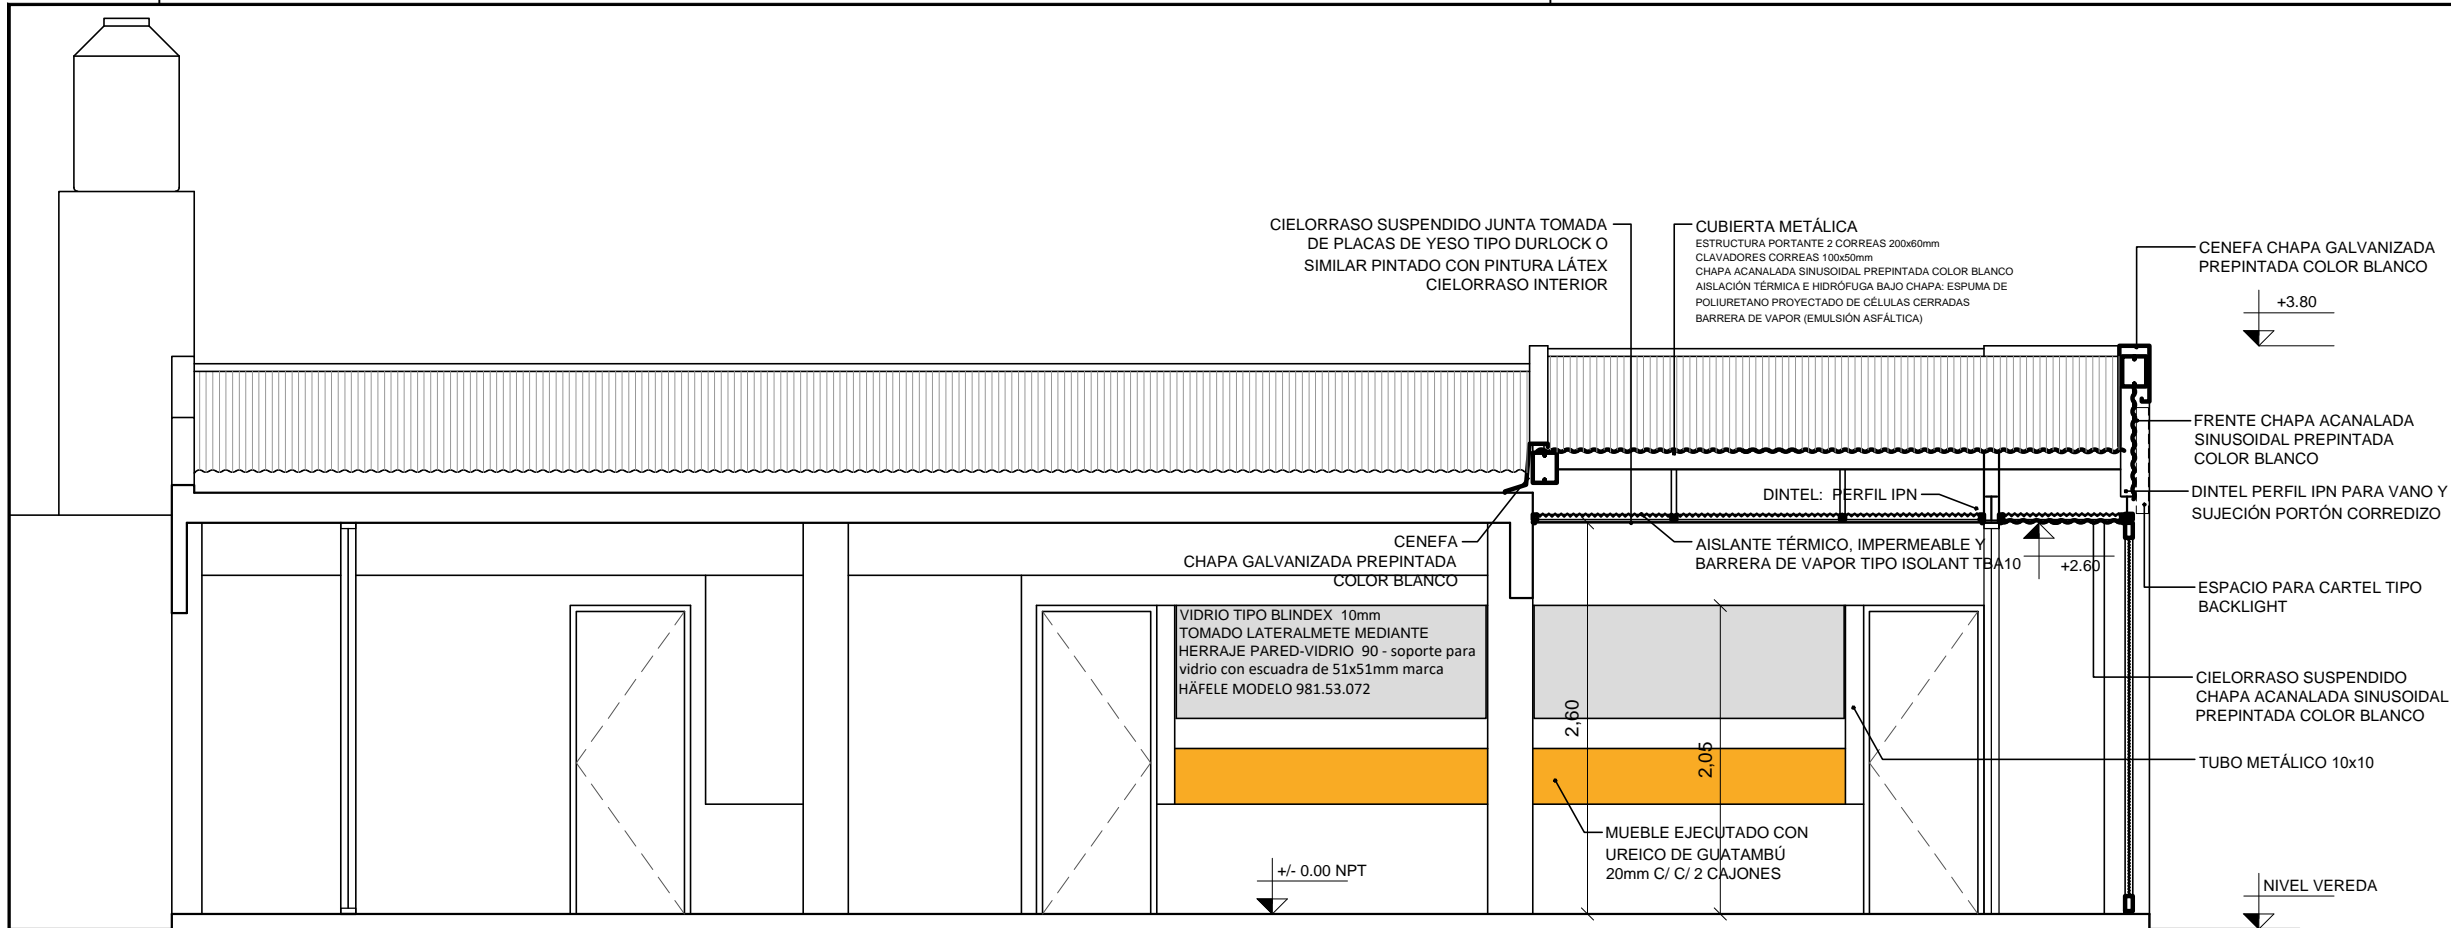 CIELORRASO SUSPENDIDO JUNTA TOMADA
DE PLACAS DE YESO TIPO DURLOCK O
SIMILAR PINTADO CON PINTURA LÁTEX
CIELORRASO INTERIOR
CUBIERTA METÁLICA
ESTRUCTURA PORTANTE 2 CORREAS 200x60mm
CLAVADORES CORREAS 100x50mm
CHAPA ACANALADA SINUSOIDAL PREPINTADA COLOR BLANCO
AISLACIÓN TÉRMICA E HIDRÓFUGA BAJO CHAPA: ESPUMA DE
POLIURETANO PROYECTADO DE CÉLULAS CERRADAS
BARRERA DE VAPOR (EMULSIÓN ASFÁLTICA)
CENEFA CHAPA GALVANIZADA
PREPINTADA COLOR BLANCO
+3.80
FRENTE CHAPA ACANALADA
SINUSOIDAL PREPINTADA
COLOR BLANCO
DINTEL: PERFIL IPN
DINTEL PERFIL IPN PARA VANO Y
SUJECIÓN PORTÓN CORREDIZO
CENEFA
CHAPA GALVANIZADA PREPINTADA
COLOR BLANCO
AISLANTE TÉRMICO, IMPERMEABLE Y
BARRERA DE VAPOR TIPO ISOLANT TBA10
+2.60
ESPACIO PARA CARTEL TIPO
BACKLIGHT
VIDRIO TIPO BLINDEX 10mm
TOMADO LATERALMETE MEDIANTE
HERRAJE PARED-VIDRIO 90 - soporte para
vidrio con escuadra de 51x51mm marca
HÄFELE MODELO 981.53.072
2,60
2,05
CIELORRASO SUSPENDIDO
CHAPA ACANALADA SINUSOIDAL
PREPINTADA COLOR BLANCO
TUBO METÁLICO 10x10
MUEBLE EJECUTADO CON
UREICO DE GUATAMBÚ
20mm C/ C/ 2 CAJONES
+/- 0.00 NPT
NIVEL VEREDA